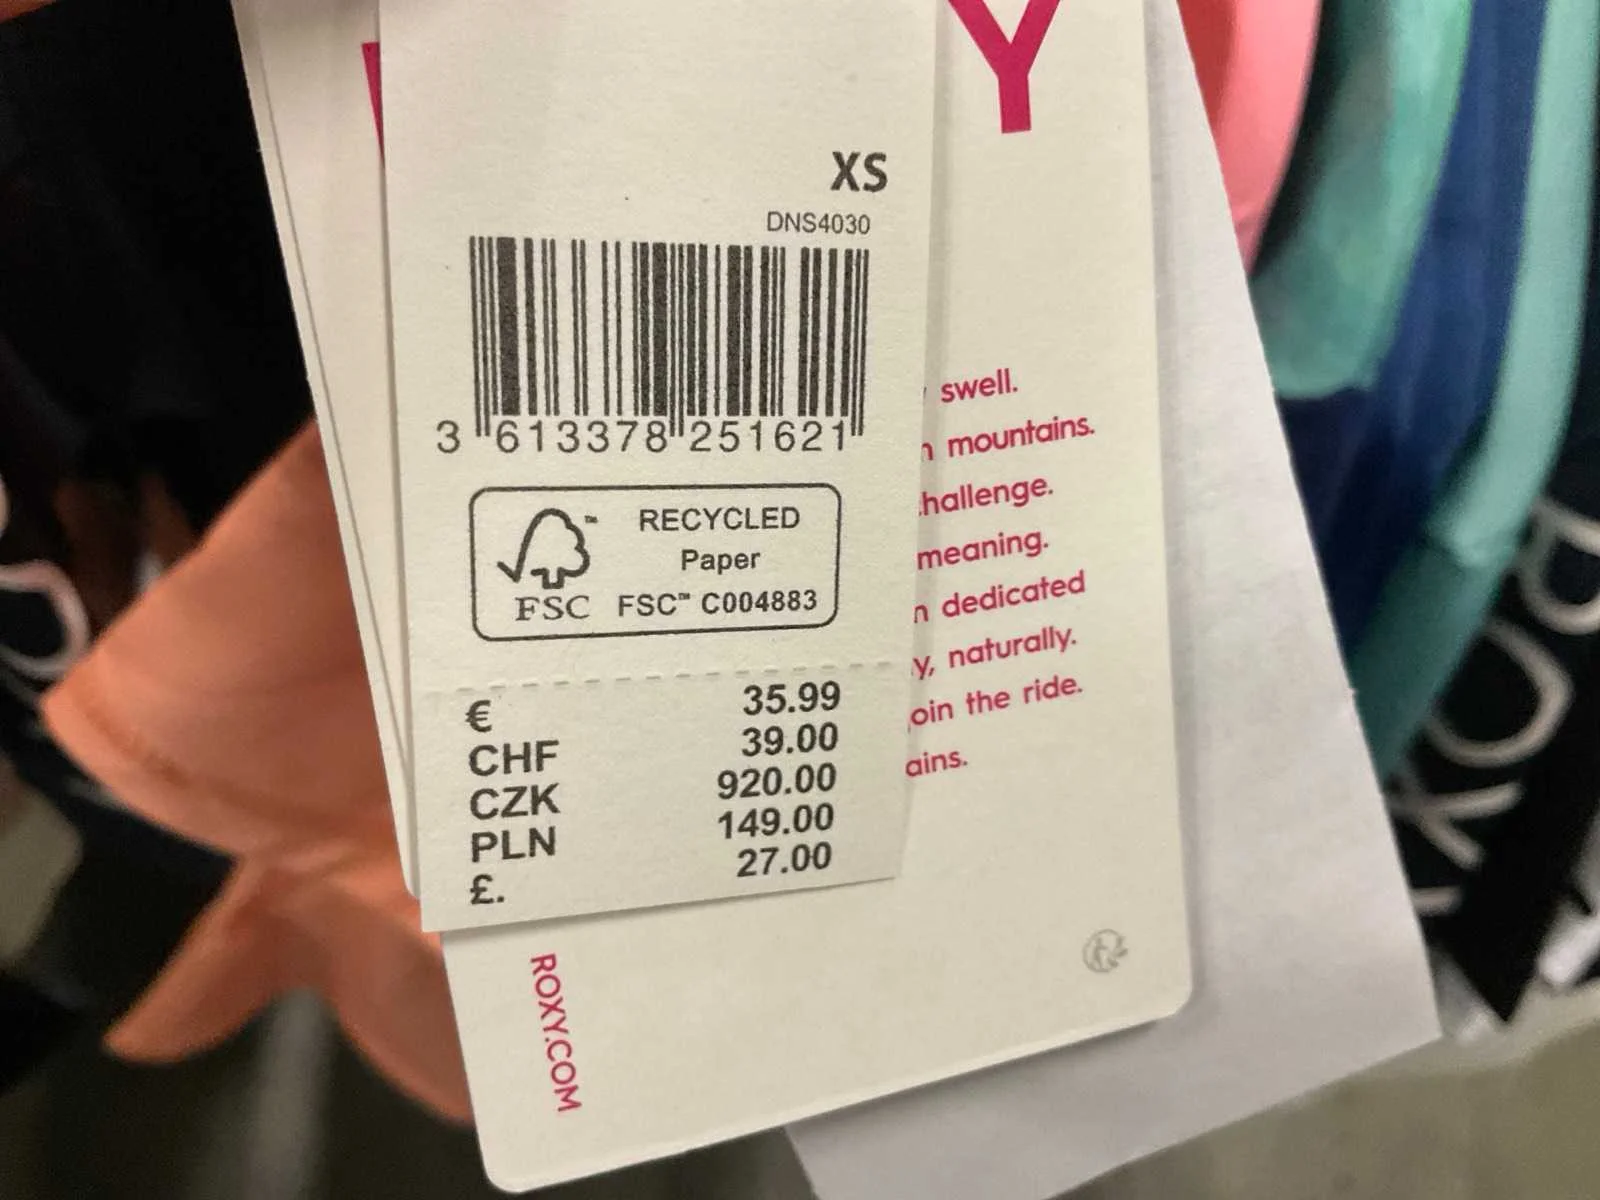 Y
XS
DNS4030
3 613378 251621
RECYCLED
Paper
FSC™ C004883
FSC
€ 35.99
CHF 39.00
CZK 920.00
PLN 149.00
£. 27.00
swell.
mountains.
hallenge.
meaning.
dedicated
y, naturally.
oin the ride.
ains.
ROXY.COM
ROXY